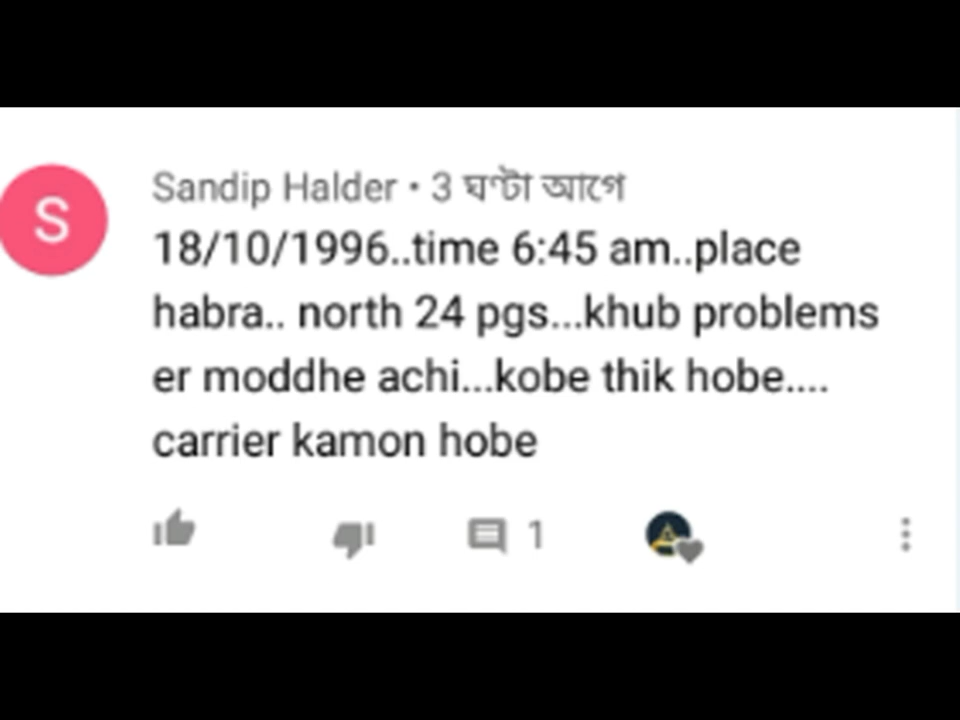 S
Sandip Halder • 3 ঘণ্টা আগে
18/10/1996..time 6:45 am..place
habra.. north 24 pgs...khub problems
er moddhe achi...kobe thik hobe....
carrier kamon hobe
1